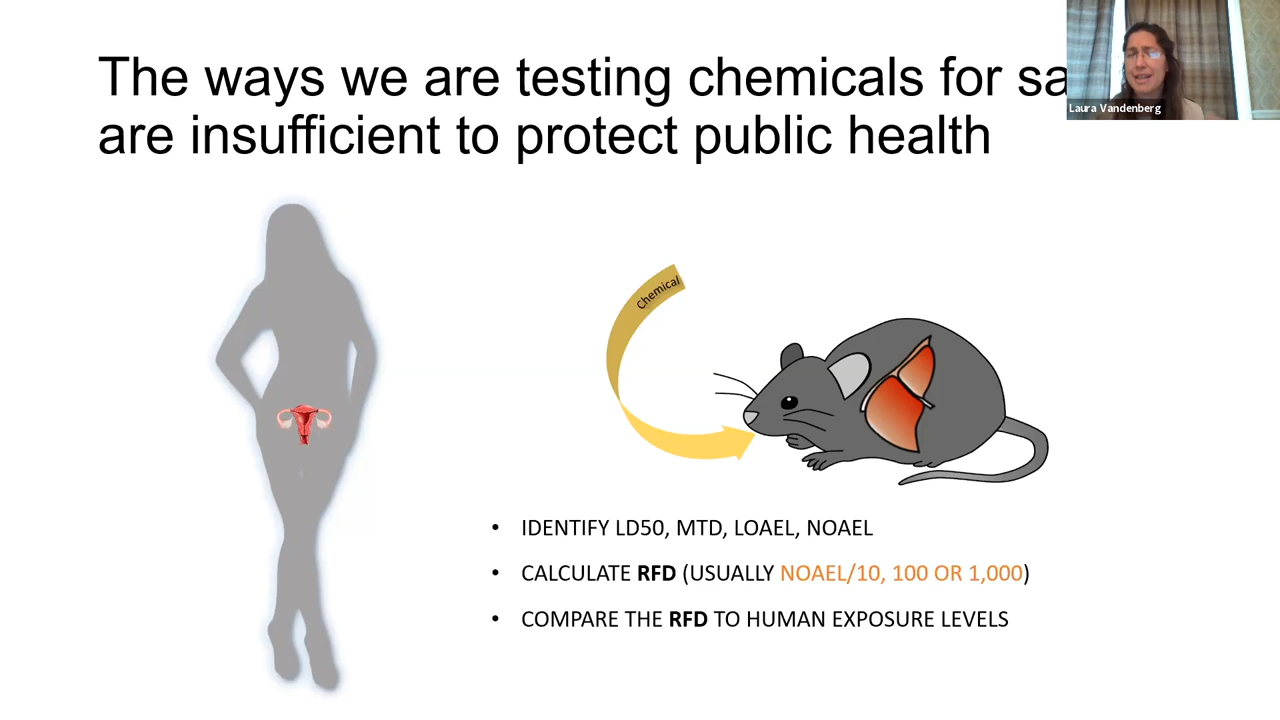 The ways we are testing chemicals for sa
are insufficient to protect public health
Laura Vandenberg
Chemical
• IDENTIFY LD50, MTD, LOAEL, NOAEL
• CALCULATE RFD (USUALLY NOAEL/10, 100 OR 1,000)
• COMPARE THE RFD TO HUMAN EXPOSURE LEVELS